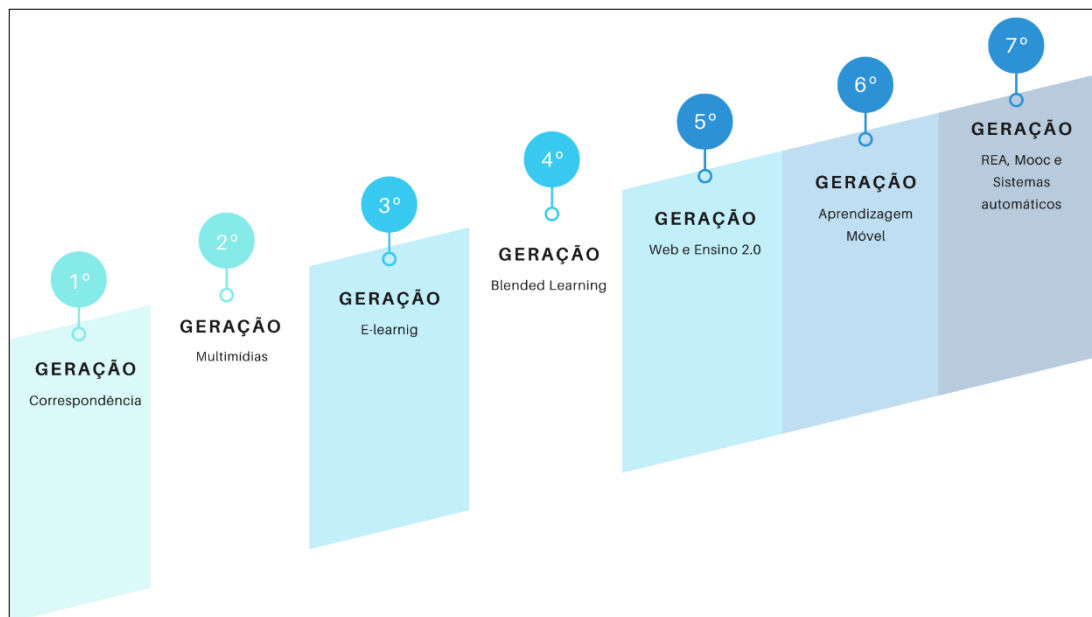 1º
GERAÇÃO
Correspondência
2º
GERAÇÃO
Multimídias
3º
GERAÇÃO
E-learnig
4º
GERAÇÃO
Blended Learning
5º
GERAÇÃO
Web e Ensino 2.0
6º
GERAÇÃO
Aprendizagem
Móvel
7º
GERAÇÃO
REA, Mooc e
Sistemas
automáticos